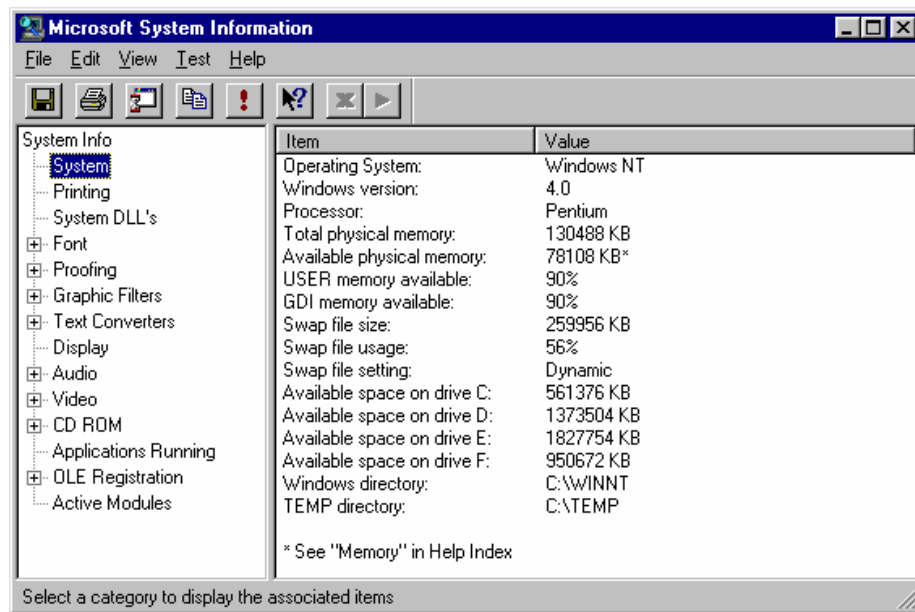 Microsoft System Information
File Edit View Test Help
System Info
System
Printing
System DLL's
Font
Proofing
Graphic Filters
Text Converters
Display
Audio
Video
CD ROM
Applications Running
OLE Registration
Active Modules
Item Value
Operating System: Windows NT
Windows version: 4.0
Processor: Pentium
Total physical memory: 130488 KB
Available physical memory: 78108 KB*
USER memory available: 90%
GDI memory available: 90%
Swap file size: 259956 KB
Swap file usage: 56%
Swap file setting: Dynamic
Available space on drive C: 561376 KB
Available space on drive D: 1373504 KB
Available space on drive E: 1827754 KB
Available space on drive F: 950672 KB
Windows directory: C:\WINNT
TEMP directory: C:\TEMP
* See "Memory" in Help Index
Select a category to display the associated items